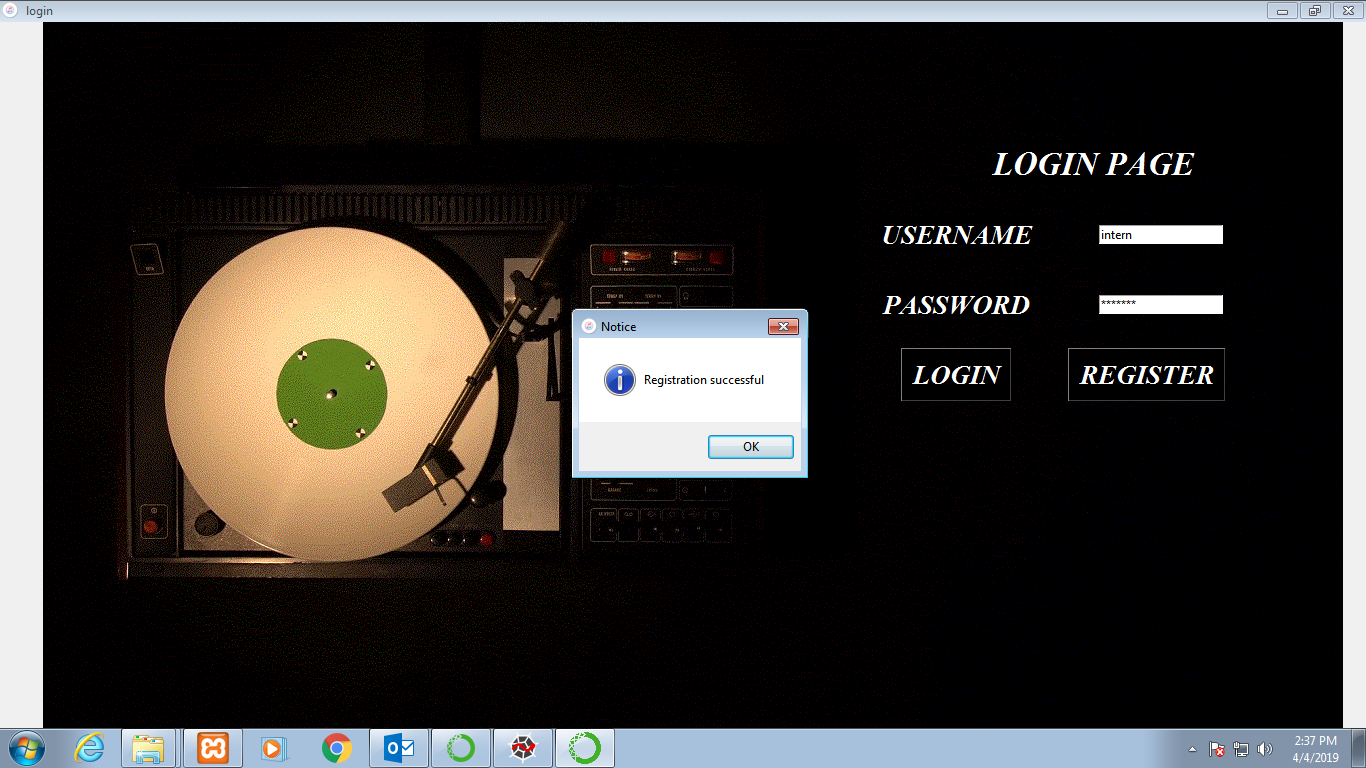 login
LOGIN PAGE
USERNAME
intern
PASSWORD
*******
LOGIN
REGISTER
Notice
Registration successful
OK
2:37 PM
4/4/2019